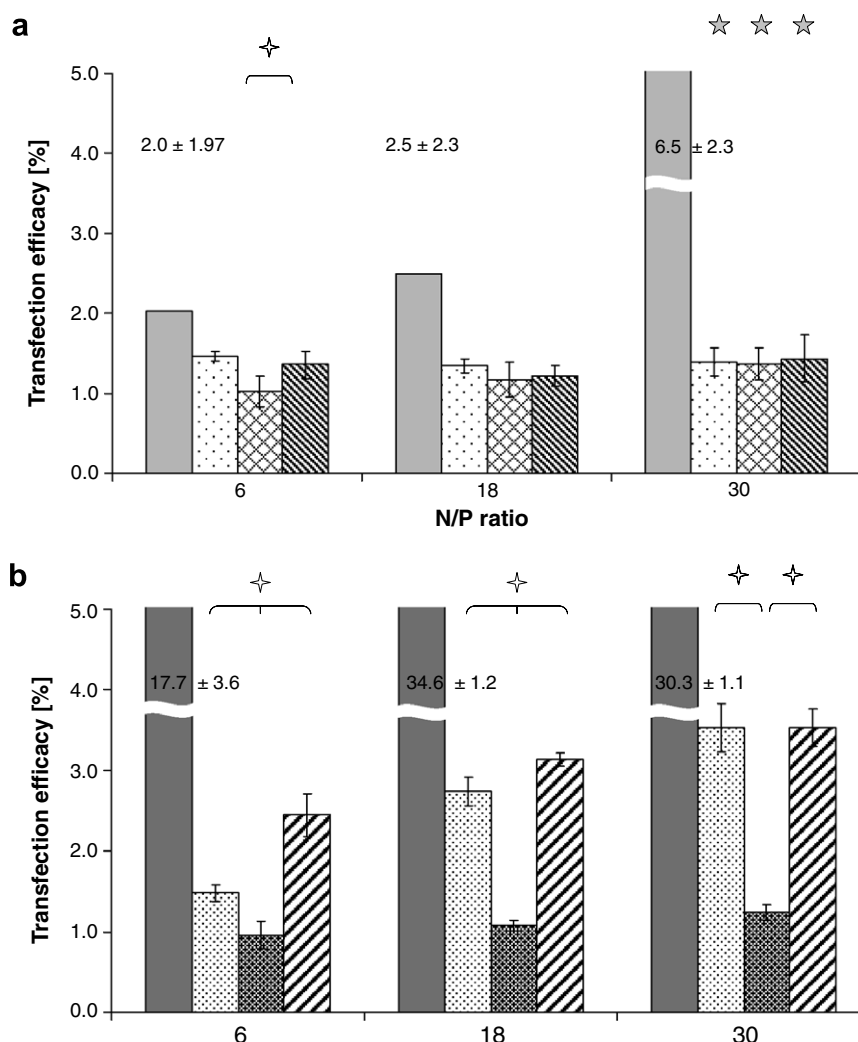 a
5.0
2.0 ± 1.97
2.5 ± 2.3
6.5 ± 2.3
4.0
3.0
2.0
1.0
0.0
Transfection efficacy [%]
6
18
30
N/P ratio
b
5.0
17.7 ± 3.6
34.6 ± 1.2
30.3 ± 1.1
4.0
3.0
2.0
1.0
0.0
Transfection efficacy [%]
6
18
30